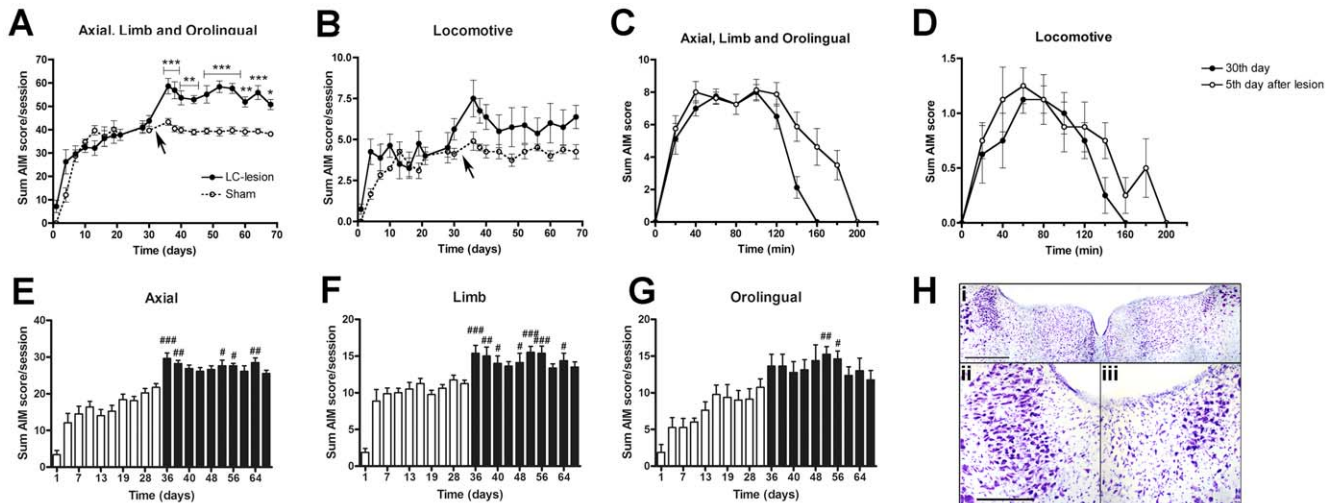 A
Axial, Limb and Orolingual
Sum AIM score/session
70
60
50
40
30
20
10
0
***
**
***
**
***
*
LC-lesion
Sham
0 10 20 30 40 50 60 70
Time (days)
B
Locomotive
Sum AIM score/session
10.0
7.5
5.0
2.5
0.0
0 10 20 30 40 50 60 70
Time (days)
C
Axial, Limb and Orolingual
Sum AIM score
10
8
6
4
2
0
0 40 80 120 160 200
Time (min)
D
Locomotive
Sum AIM score
1.5
1.0
0.5
0.0
0 40 80 120 160 200
Time (min)
30th day
5th day after lesion
E
Axial
Sum AIM score/session
40
30
20
10
0
###
##
#
#
##
1 7 13 19 28 36 40 48 56 64
Time (days)
F
Limb
Sum AIM score/session
20
15
10
5
0
###
##
#
#
###
###
#
1 7 13 19 28 36 40 48 56 64
Time (days)
G
Orolingual
Sum AIM score/session
20
15
10
5
0
##
#
1 7 13 19 28 36 40 48 56 64
Time (days)
H
i
ii
iii